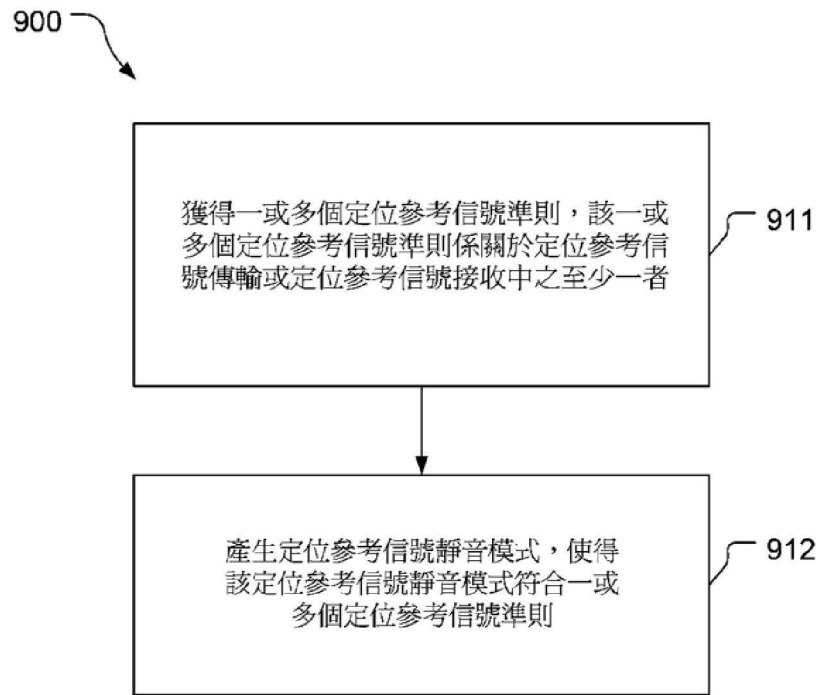 900
獲得一或多個定位參考信號準則，該一或
多個定位參考信號準則係關於定位參考信
號傳輸或定位參考信號接收中之至少一者
911
產生定位參考信號靜音模式，使得
該定位參考信號靜音模式符合一或
多個定位參考信號準則
912